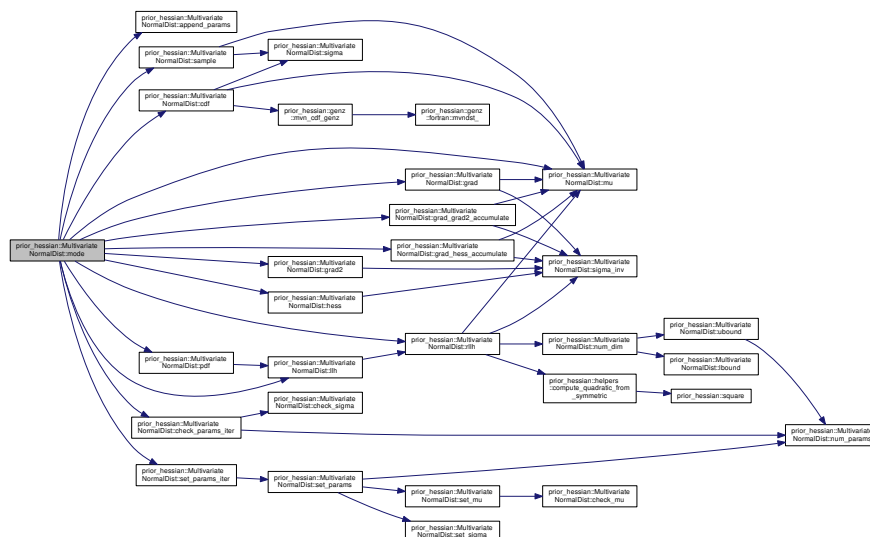 prior_hessian::Multivariate
NormalDist::append_params
prior_hessian::Multivariate
NormalDist::sample
prior_hessian::Multivariate
NormalDist::sigma
prior_hessian::Multivariate
NormalDist::cdf
prior_hessian::genz
::mvn_cdf_genz
prior_hessian::genz
::fortran::mvndst_
prior_hessian::Multivariate
NormalDist::grad
prior_hessian::Multivariate
NormalDist::mu
prior_hessian::Multivariate
NormalDist::grad_grad2_accumulate
prior_hessian::Multivariate
NormalDist::mode
prior_hessian::Multivariate
NormalDist::grad_hess_accumulate
prior_hessian::Multivariate
NormalDist::grad2
prior_hessian::Multivariate
NormalDist::sigma_inv
prior_hessian::Multivariate
NormalDist::hess
prior_hessian::Multivariate
NormalDist::rllh
prior_hessian::Multivariate
NormalDist::num_dim
prior_hessian::Multivariate
NormalDist::ubound
prior_hessian::Multivariate
NormalDist::lbound
prior_hessian::Multivariate
NormalDist::pdf
prior_hessian::Multivariate
NormalDist::llh
prior_hessian::helpers
::compute_quadratic_from
_symmetric
prior_hessian::square
prior_hessian::Multivariate
NormalDist::check_sigma
prior_hessian::Multivariate
NormalDist::check_params_iter
prior_hessian::Multivariate
NormalDist::num_params
prior_hessian::Multivariate
NormalDist::set_params_iter
prior_hessian::Multivariate
NormalDist::set_params
prior_hessian::Multivariate
NormalDist::set_mu
prior_hessian::Multivariate
NormalDist::check_mu
prior_hessian::Multivariate
NormalDist::set_sigma